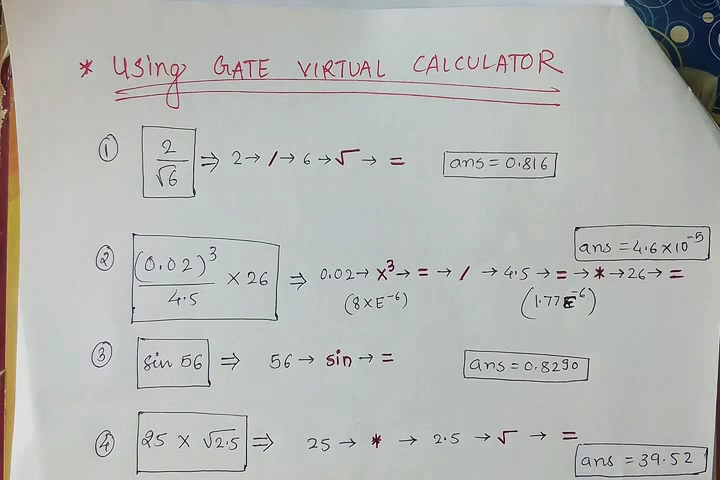 * Using GATE VIRTUAL CALCULATOR
① 2/√6 ⇒ 2 → / → 6 → √ → = ans = 0.816
ans = 4.6×10⁻⁵
② (0.02)³/4.5 × 26 ⇒ 0.02 → x³ → = → / → 4.5 → = → * → 26 → =
(8×E⁻⁶) (1.77E⁻⁶)
③ sin 56 ⇒ 56 → sin → = ans = 0.8290
④ 25 × √2.5 ⇒ 25 → * → 2.5 → √ → =
ans = 39.52